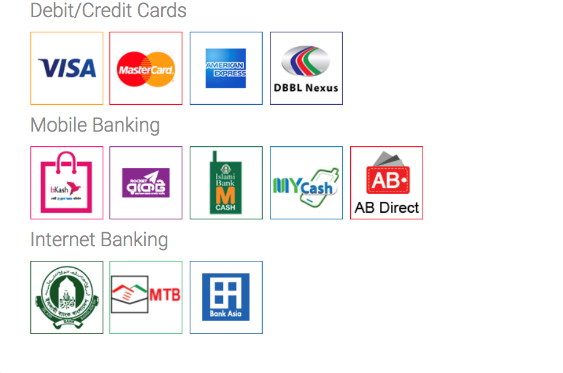 Debit/Credit Cards
VISA
MasterCard
AMERICAN EXPRESS
DBBL Nexus
Mobile Banking
bKash
রকেট
Islami
Bank
M
CASH
MYCash
AB
AB Direct
Internet Banking
MTB
Bank Asia